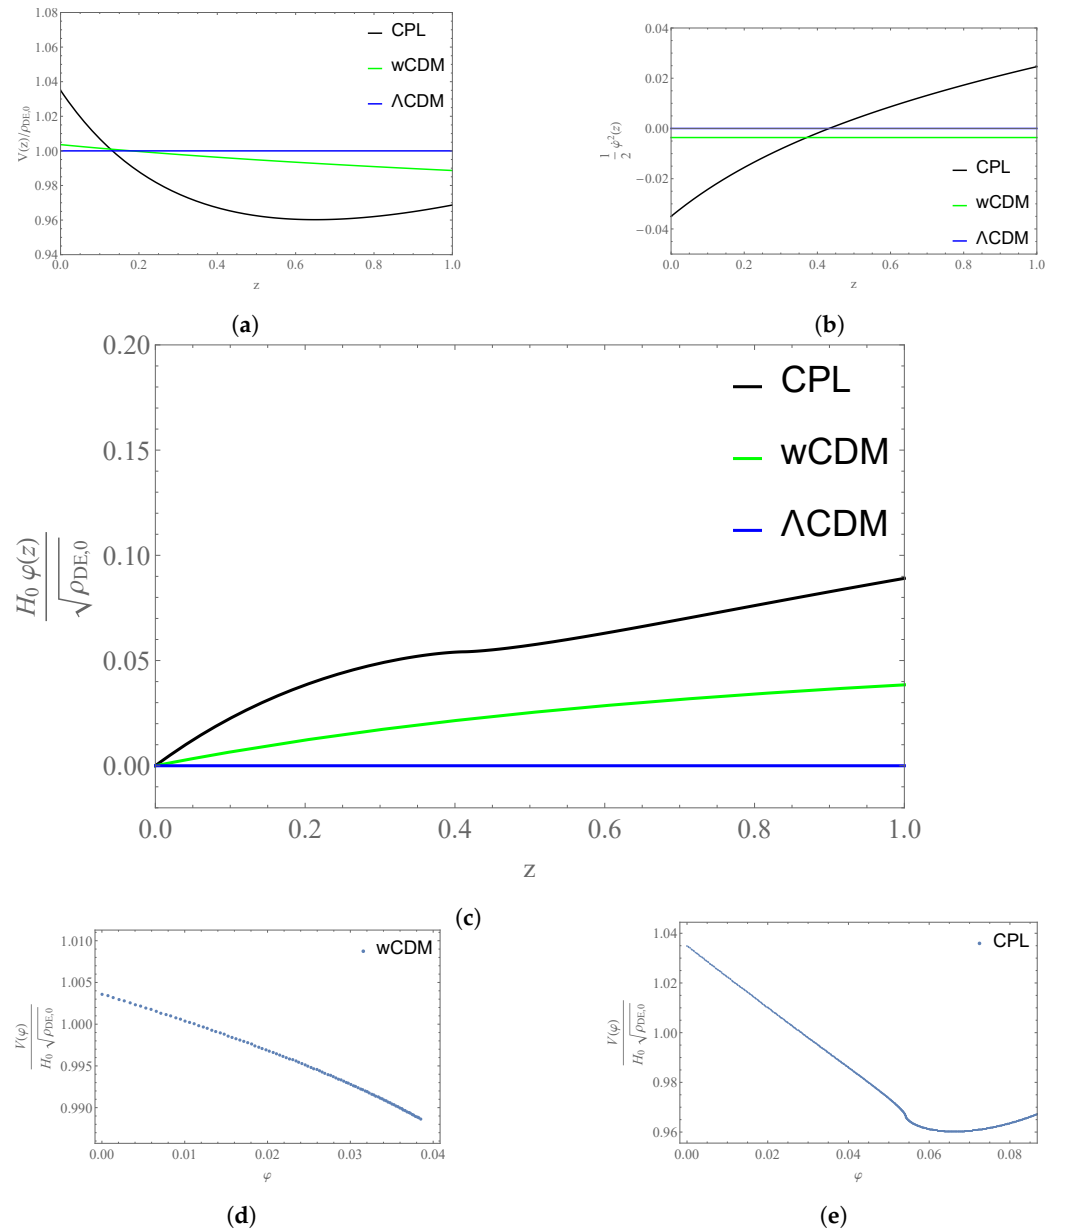 1.08
1.06
1.04
1.02
1.00
0.98
0.96
0.94
V(z)/ρDE,0
CPL
wCDM
ΛCDM
0.0 0.2 0.4 0.6 0.8 1.0
z
(a)
0.04
0.02
0.00
-0.02
-0.04
1/2 φ̇²(z)
CPL
wCDM
ΛCDM
0.0 0.2 0.4 0.6 0.8 1.0
z
(b)
0.20
0.15
0.10
0.05
0.00
H₀ φ(z)
√ρDE,0
CPL
wCDM
ΛCDM
0.0 0.2 0.4 0.6 0.8 1.0
z
(c)
1.010
1.005
1.000
0.995
0.990
V(φ)
H₀ √ρDE,0
wCDM
0.00 0.01 0.02 0.03 0.04
φ
(d)
1.04
1.02
1.00
0.98
0.96
V(φ)
H₀ √ρDE,0
CPL
0.00 0.02 0.04 0.06 0.08
φ
(e)